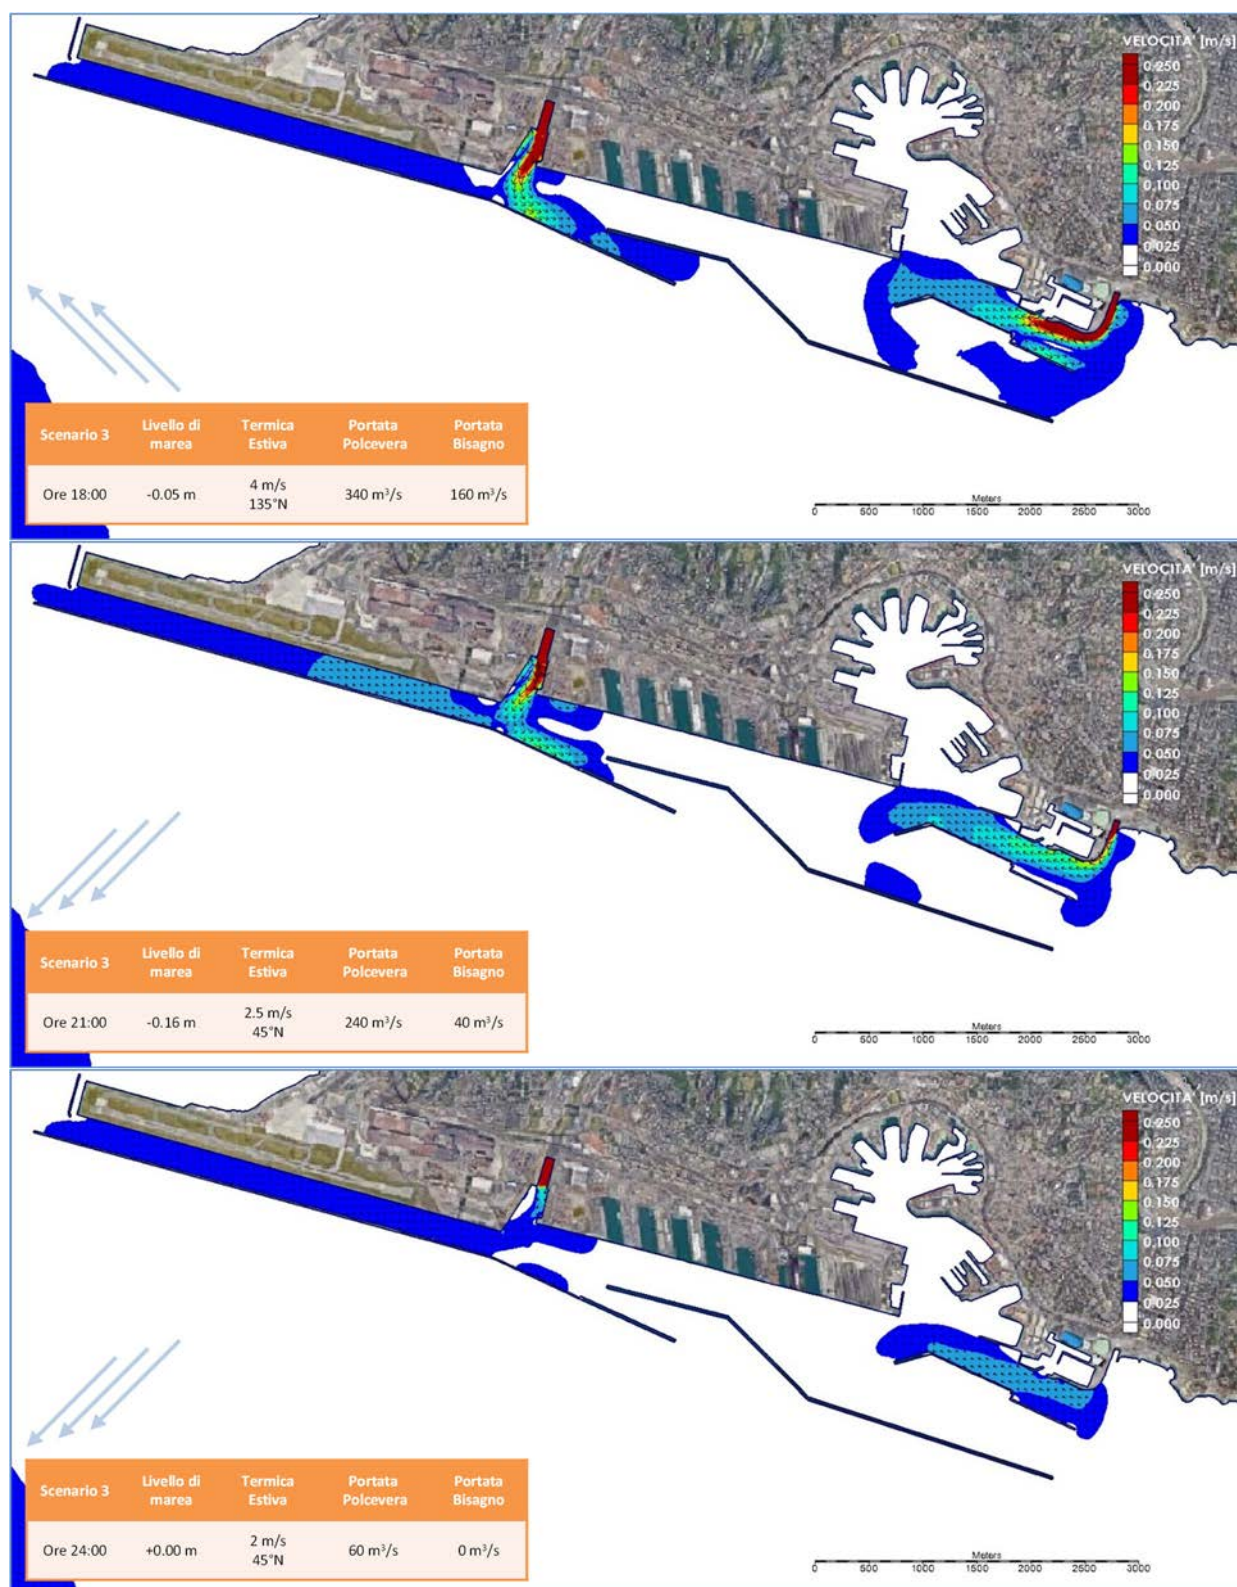 VELOCITA' [m/s]
0.250
0.225
0.200
0.175
0.150
0.125
0.100
0.075
0.050
0.025
0.000
Scenario 3 Livello di marea Termica Estiva Portata Polcevera Portata Bisagno
Ore 18:00 -0.05 m 4 m/s 135°N 340 m³/s 160 m³/s
Meters
0 500 1000 1500 2000 2500 3000
VELOCITA' [m/s]
0.250
0.225
0.200
0.175
0.150
0.125
0.100
0.075
0.050
0.025
0.000
Scenario 3 Livello di marea Termica Estiva Portata Polcevera Portata Bisagno
Ore 21:00 -0.16 m 2.5 m/s 45°N 240 m³/s 40 m³/s
Meters
0 500 1000 1500 2000 2500 3000
VELOCITA' [m/s]
0.250
0.225
0.200
0.175
0.150
0.125
0.100
0.075
0.050
0.025
0.000
Scenario 3 Livello di marea Termica Estiva Portata Polcevera Portata Bisagno
Ore 24:00 +0.00 m 2 m/s 45°N 60 m³/s 0 m³/s
Meters
0 500 1000 1500 2000 2500 3000